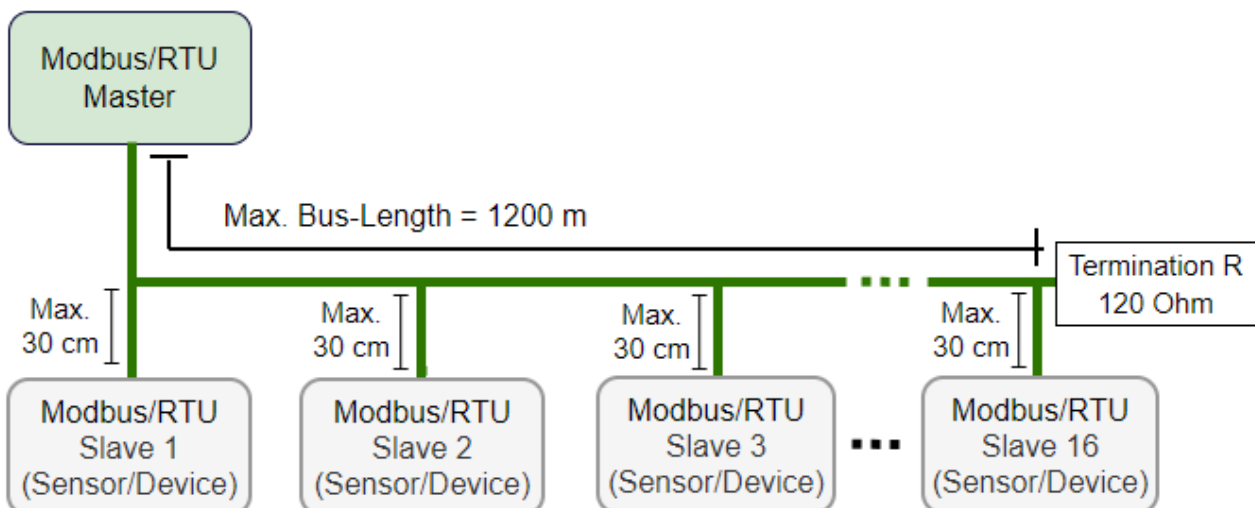 Modbus/RTU
Master
Max. Bus-Length = 1200 m
Termination R
120 Ohm
Max.
30 cm
Max.
30 cm
Max.
30 cm
Max.
30 cm
Modbus/RTU
Slave 1
(Sensor/Device)
Modbus/RTU
Slave 2
(Sensor/Device)
Modbus/RTU
Slave 3
(Sensor/Device)
Modbus/RTU
Slave 16
(Sensor/Device)